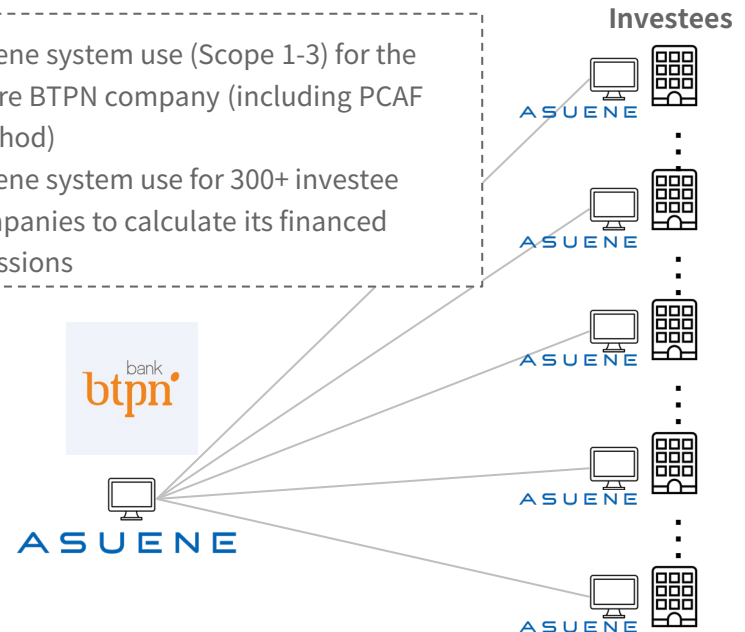 Investees
ene system use (Scope 1-3) for the
re BTPN company (including PCAF
hod)
ene system use for 300+ investee
panies to calculate its financed
ssions
ASUENE
ASUENE
ASUENE
ASUENE
ASUENE
bank
btpn
ASUENE